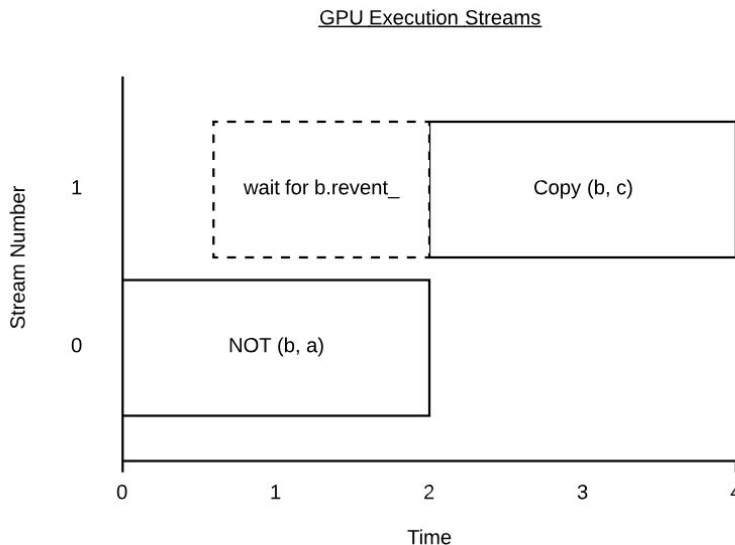 GPU Execution Streams
Stream Number
1
wait for b.revent_
Copy (b, c)
0
NOT (b, a)
0 1 2 3 4
Time